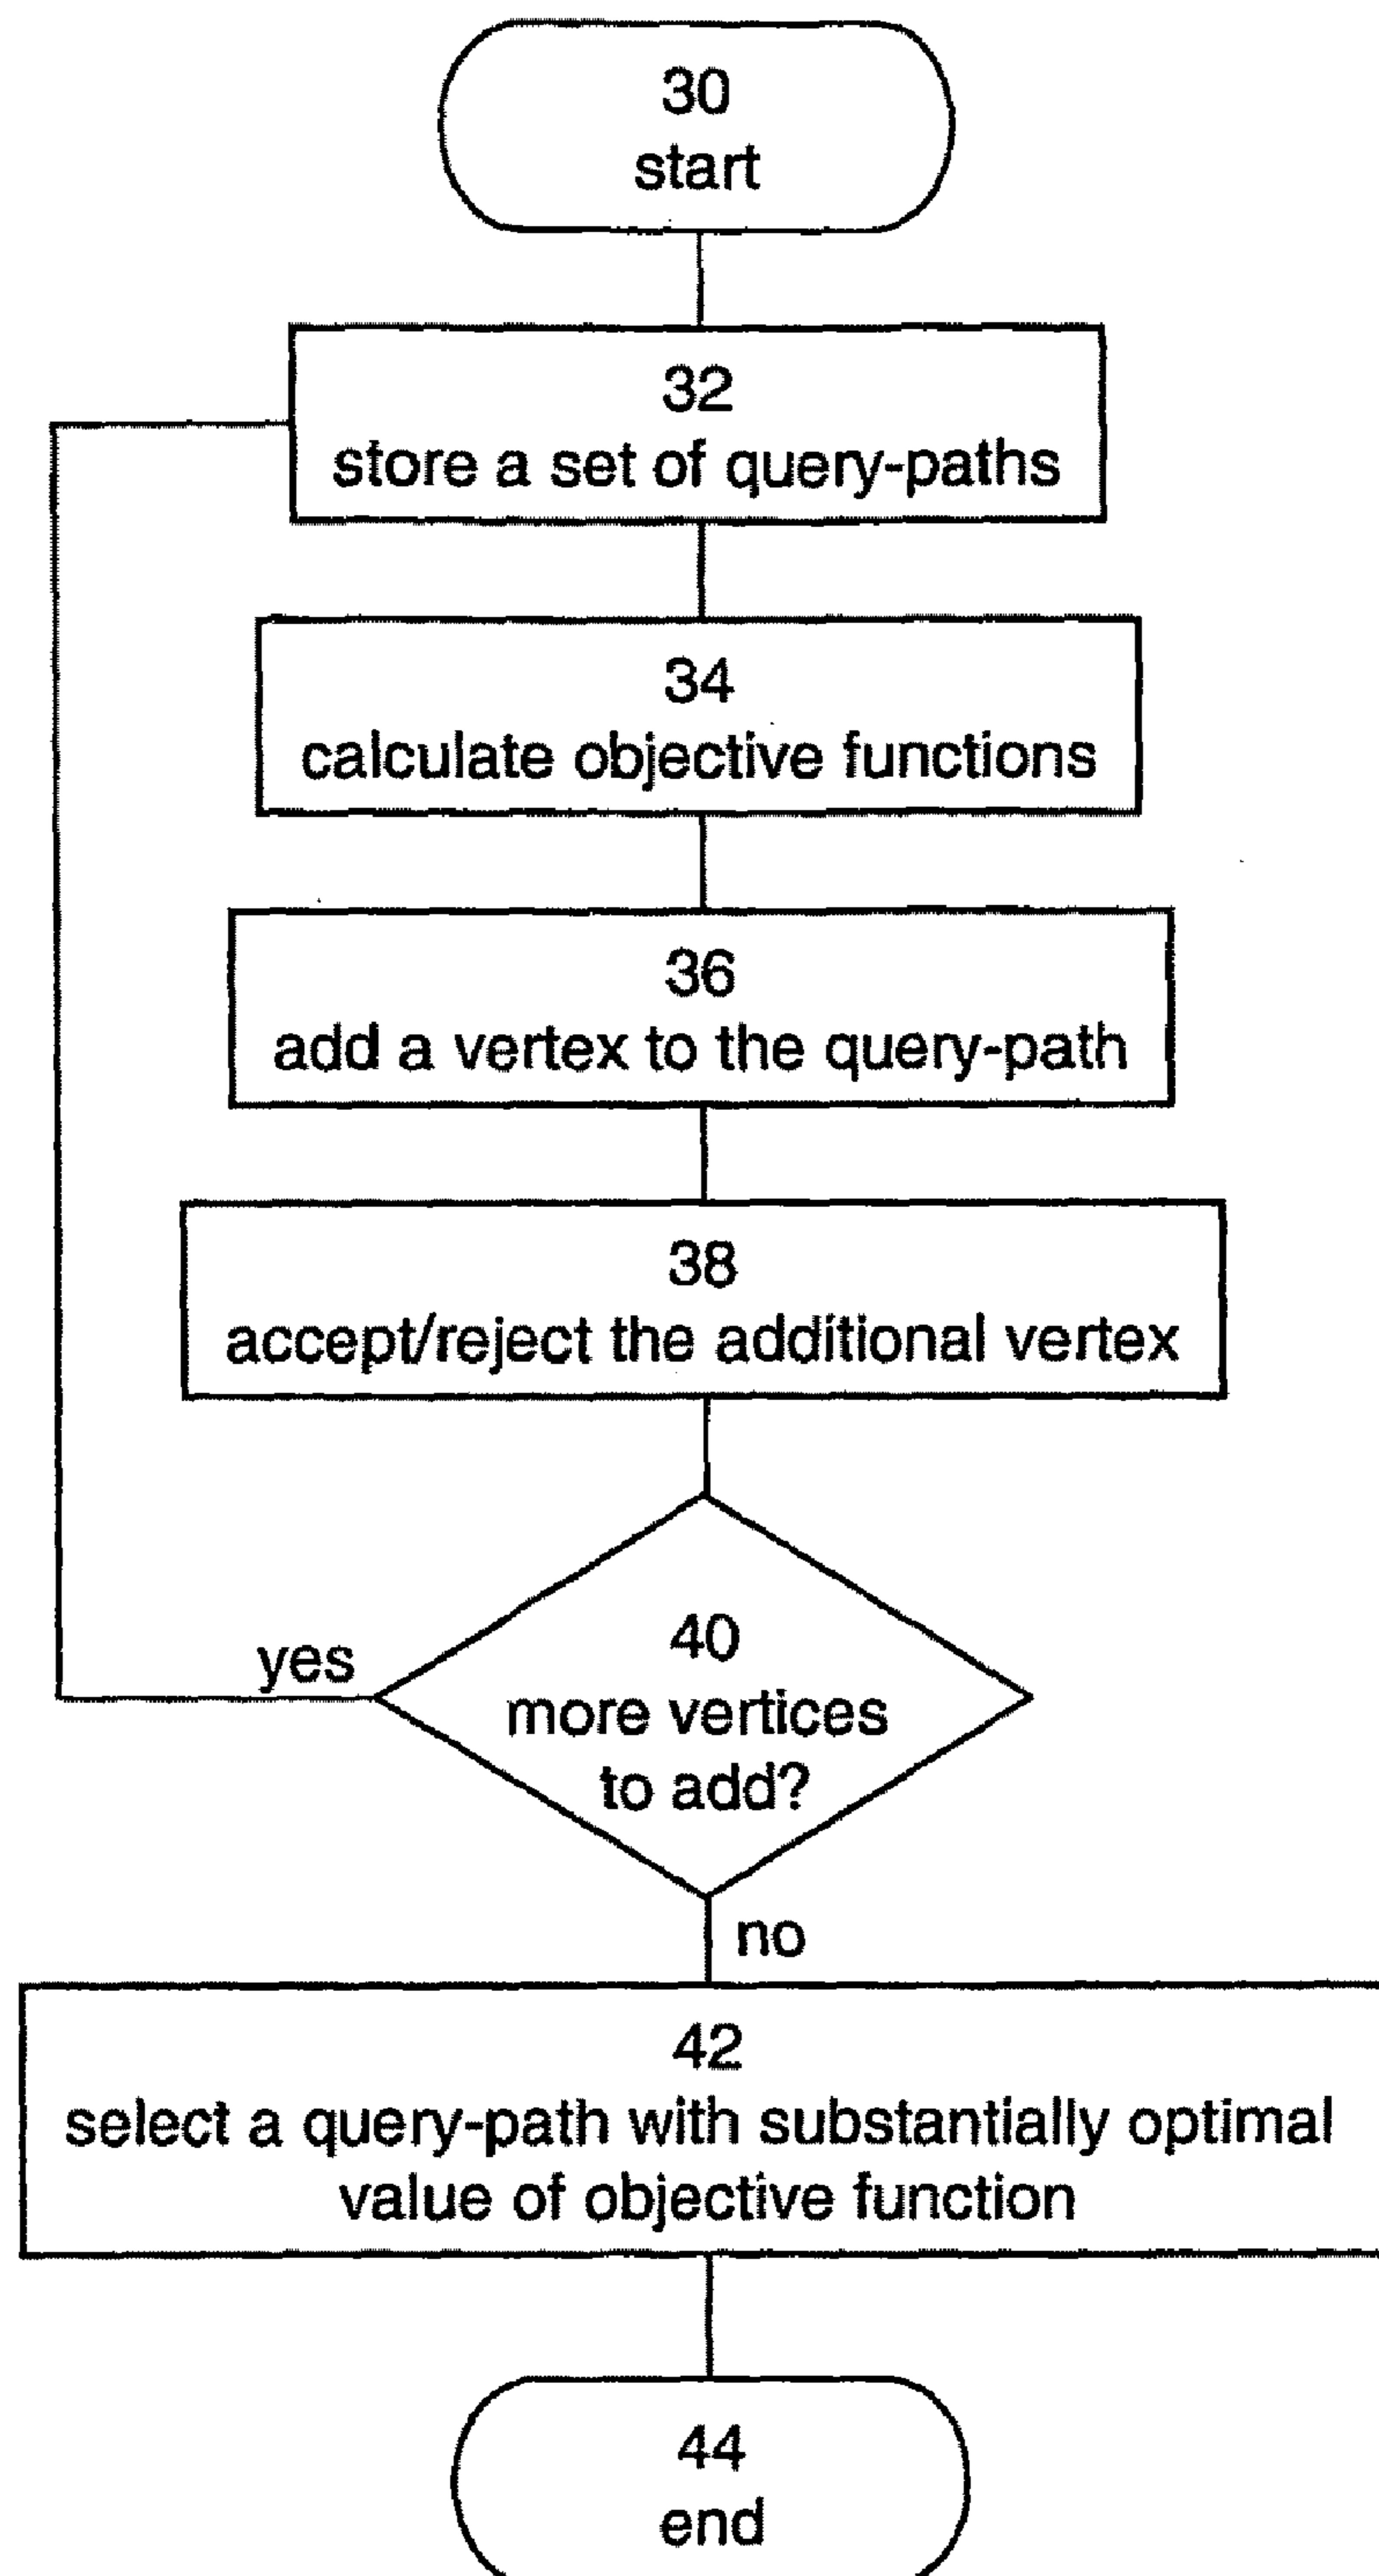 30
start
32
store a set of query-paths
34
calculate objective functions
36
add a vertex to the query-path
38
accept/reject the additional vertex
40
more vertices
to add?
yes
no
42
select a query-path with substantially optimal
value of objective function
44
end